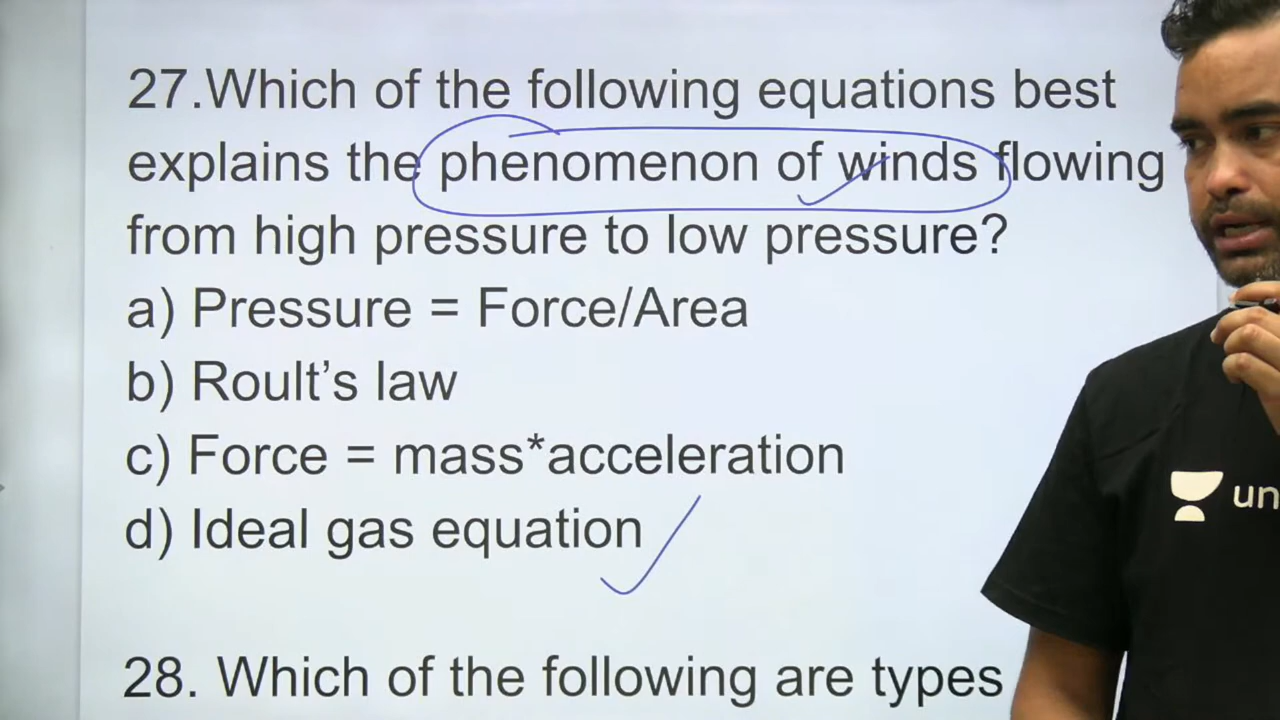 27.Which of the following equations best
explains the phenomenon of winds flowing
from high pressure to low pressure?
a) Pressure = Force/Area
b) Roult's law
c) Force = mass*acceleration
d) Ideal gas equation
un
28. Which of the following are types